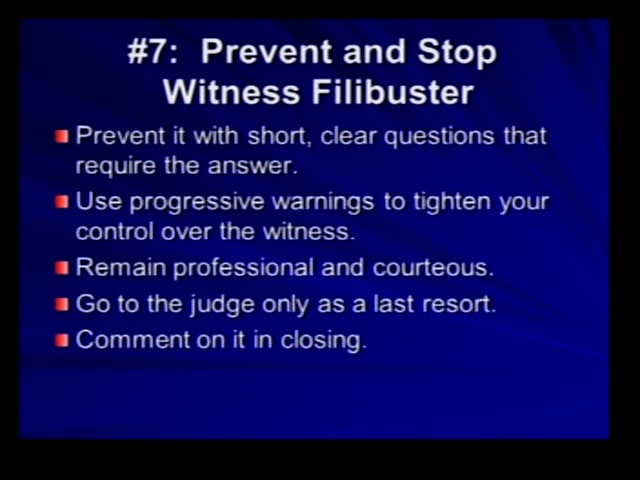 #7: Prevent and Stop
Witness Filibuster
Prevent it with short, clear questions that
require the answer.
Use progressive warnings to tighten your
control over the witness.
Remain professional and courteous.
Go to the judge only as a last resort.
Comment on it in closing.